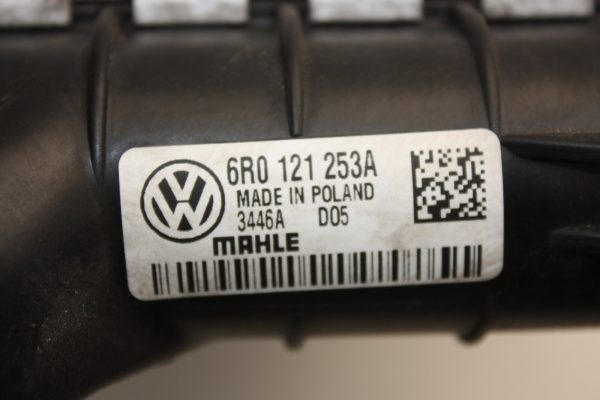 6R0 121 253A
MADE IN POLAND
3446A D05
MAHLE